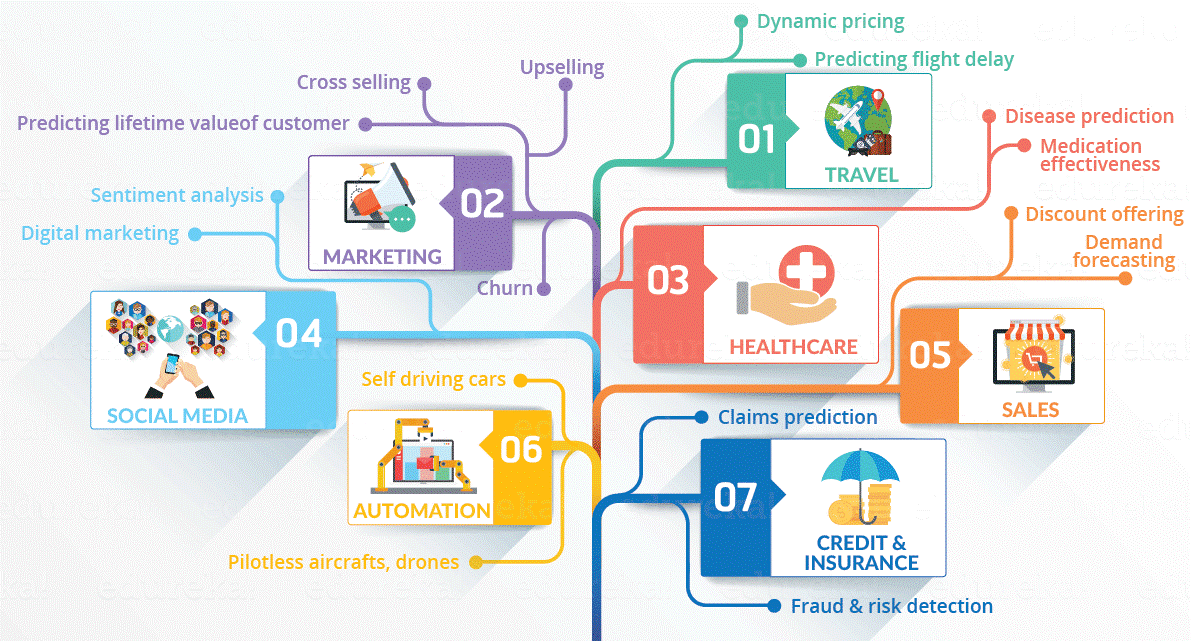 Dynamic pricing
Predicting flight delay
01
TRAVEL
Upselling
Cross selling
Predicting lifetime valueof customer
02
MARKETING
Churn
Disease prediction
Medication
effectiveness
03
HEALTHCARE
Sentiment analysis
Digital marketing
04
SOCIAL MEDIA
Discount offering
Demand
forecasting
05
SALES
Self driving cars
06
AUTOMATION
Pilotless aircrafts, drones
Claims prediction
07
CREDIT &
INSURANCE
Fraud & risk detection
edureka!